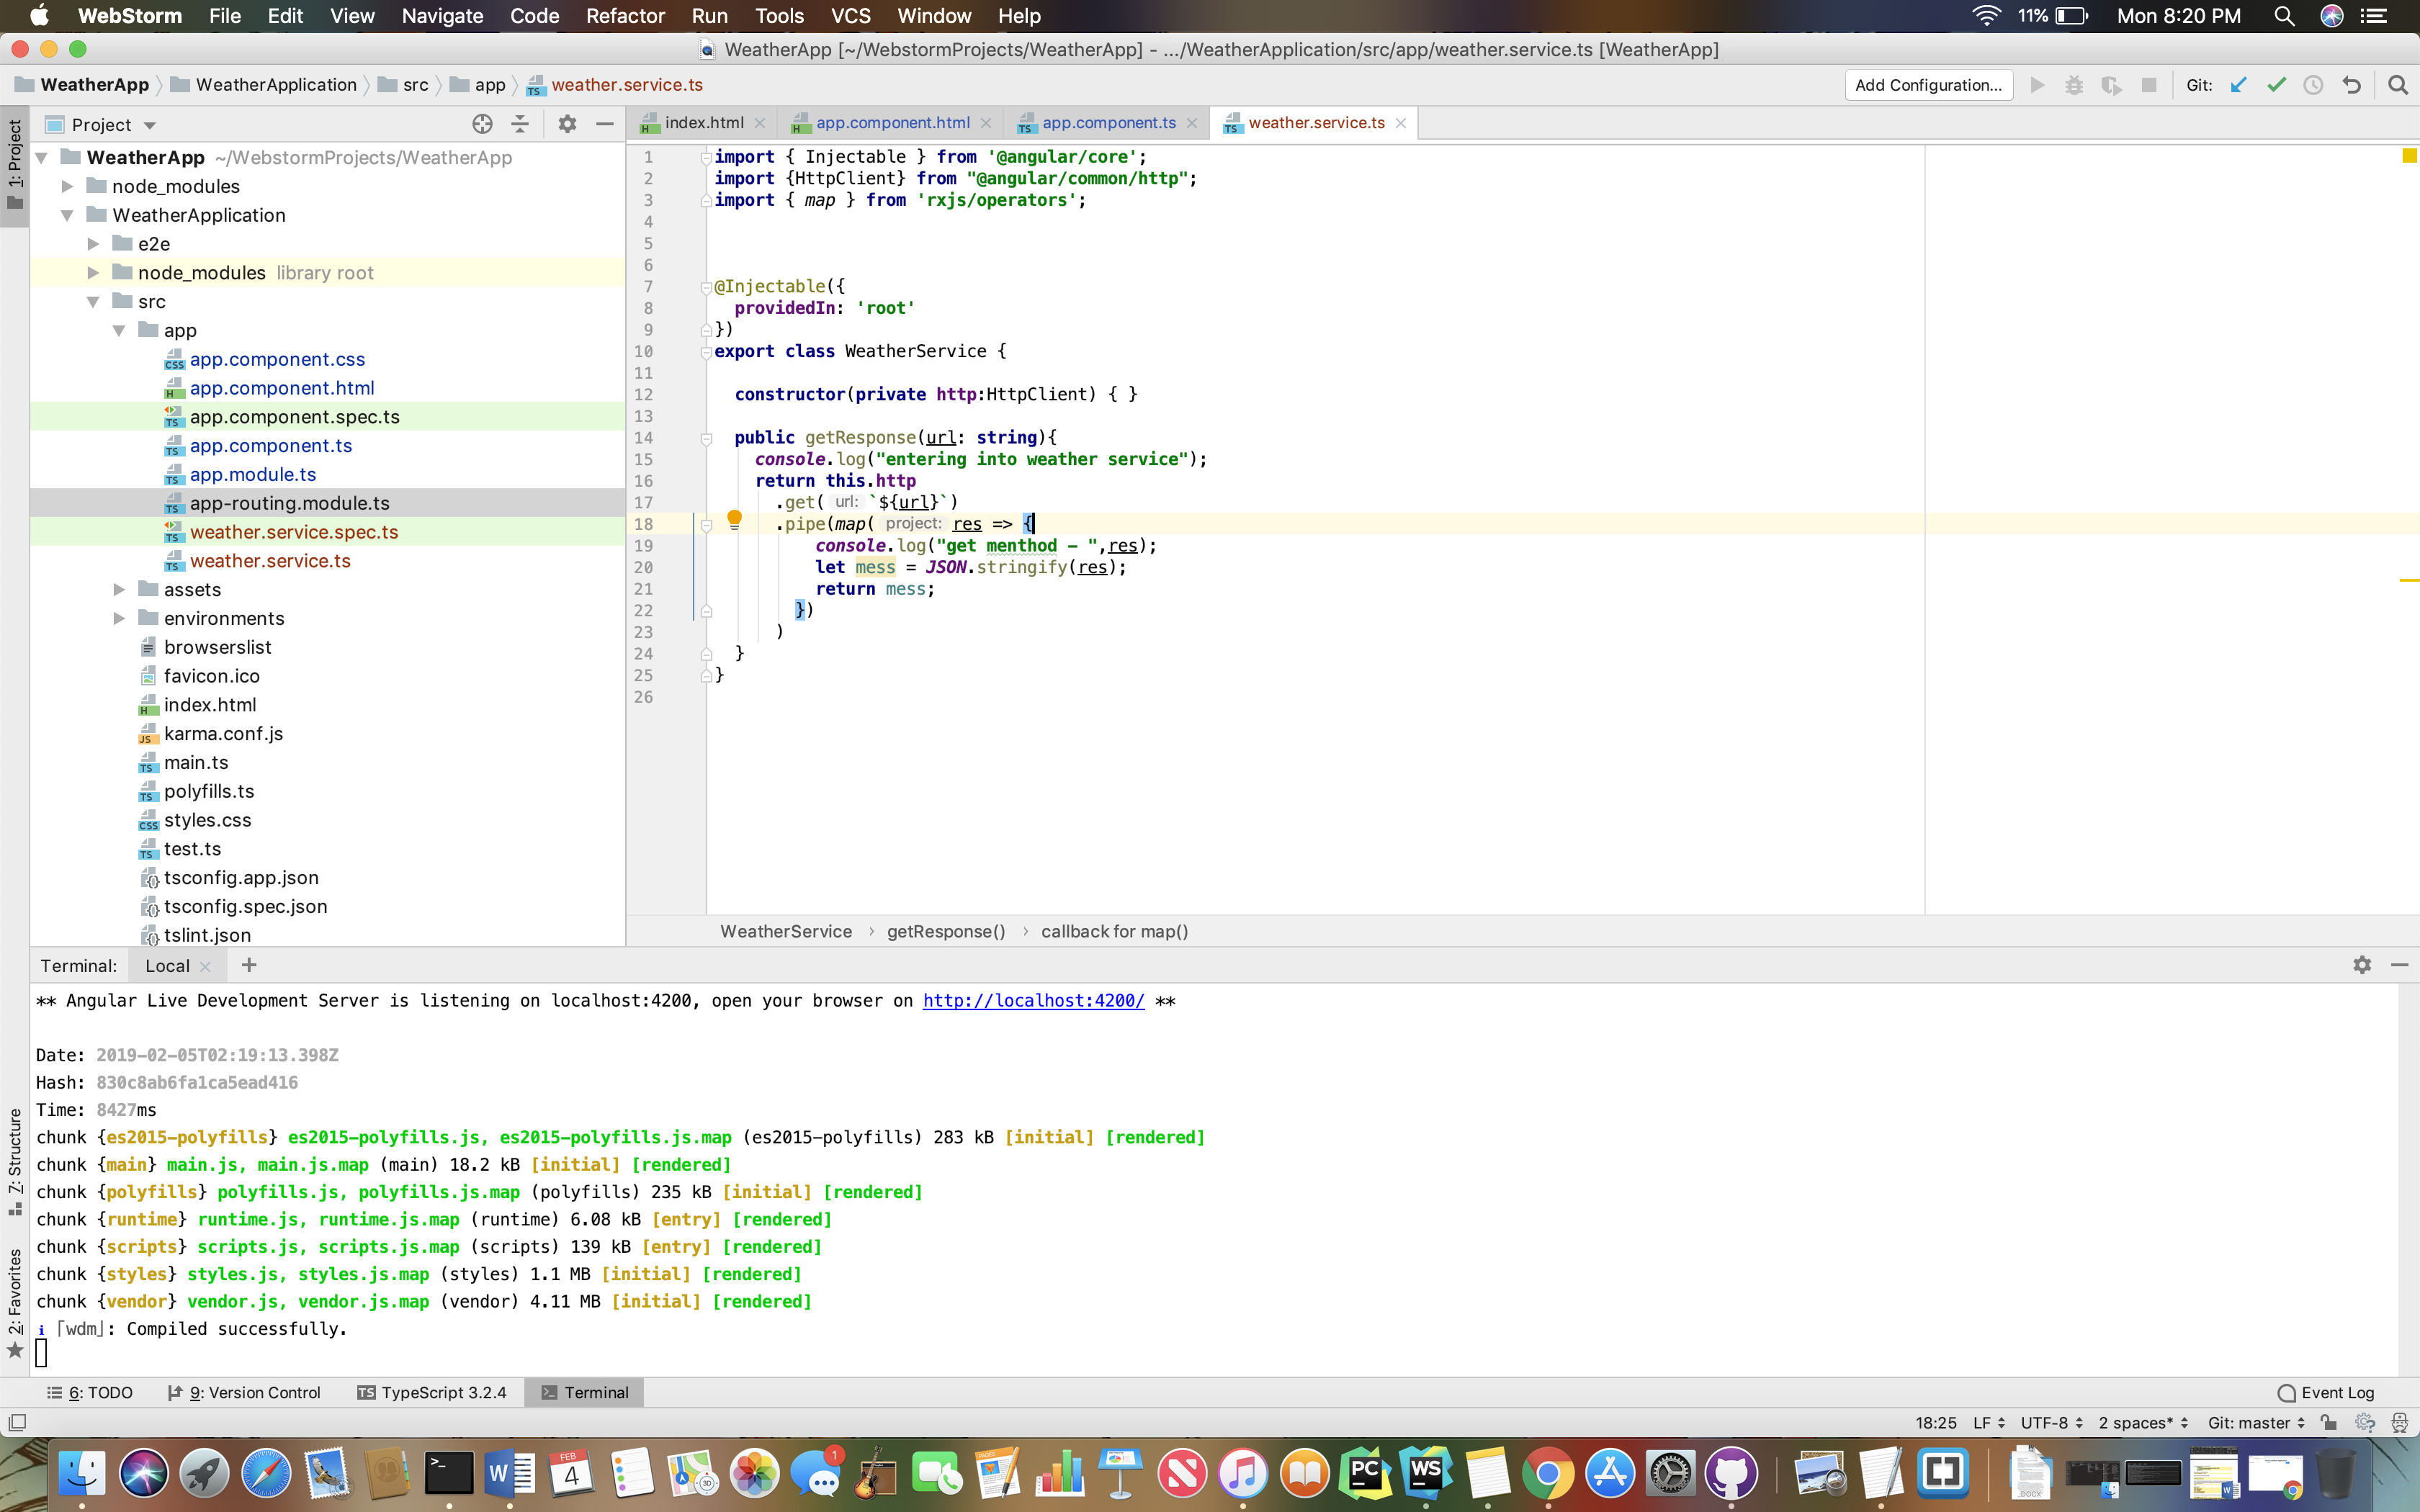 WebStorm File Edit View Navigate Code Refactor Run Tools VCS Window Help 11% Mon 8:20 PM
WeatherApp [~/WebstormProjects/WeatherApp] - .../WeatherApplication/src/app/weather.service.ts [WeatherApp]
WeatherApp WeatherApplication src app weather.service.ts Add Configuration... Git:
1: Project
Project
index.html app.component.html app.component.ts weather.service.ts
WeatherApp ~/WebstormProjects/WeatherApp
node_modules
WeatherApplication
e2e
node_modules library root
src
app
app.component.css
app.component.html
app.component.spec.ts
app.component.ts
app.module.ts
app-routing.module.ts
weather.service.spec.ts
weather.service.ts
assets
environments
browserslist
favicon.ico
index.html
karma.conf.js
main.ts
polyfills.ts
styles.css
test.ts
tsconfig.app.json
tsconfig.spec.json
tslint.json
1 import { Injectable } from '@angular/core';
2 import {HttpClient} from "@angular/common/http";
3 import { map } from 'rxjs/operators';
4
5
6
7 @Injectable({
8 providedIn: 'root'
9 })
10 export class WeatherService {
11
12 constructor(private http:HttpClient) { }
13
14 public getResponse(url: string){
15 console.log("entering into weather service");
16 return this.http
17 .get( url: `${url}`)
18 .pipe(map( project: res => {
19 console.log("get menthod - ",res);
20 let mess = JSON.stringify(res);
21 return mess;
22 })
23 )
24 }
25 }
26
WeatherService › getResponse() › callback for map()
Terminal: Local +
** Angular Live Development Server is listening on localhost:4200, open your browser on http://localhost:4200/ **
Date: 2019-02-05T02:19:13.398Z
Hash: 830c8ab6fa1ca5ead416
Time: 8427ms
chunk {es2015-polyfills} es2015-polyfills.js, es2015-polyfills.js.map (es2015-polyfills) 283 kB [initial] [rendered]
chunk {main} main.js, main.js.map (main) 18.2 kB [initial] [rendered]
chunk {polyfills} polyfills.js, polyfills.js.map (polyfills) 235 kB [initial] [rendered]
chunk {runtime} runtime.js, runtime.js.map (runtime) 6.08 kB [entry] [rendered]
chunk {scripts} scripts.js, scripts.js.map (scripts) 139 kB [entry] [rendered]
chunk {styles} styles.js, styles.js.map (styles) 1.1 MB [initial] [rendered]
chunk {vendor} vendor.js, vendor.js.map (vendor) 4.11 MB [initial] [rendered]
i ｢wdm｣: Compiled successfully.
7: Structure
2: Favorites
6: TODO 9: Version Control TypeScript 3.2.4 Terminal Event Log
18:25 LF UTF-8 2 spaces* Git: master
FEB
4
1
PC
WS
W
3D
PAGES
DOCX